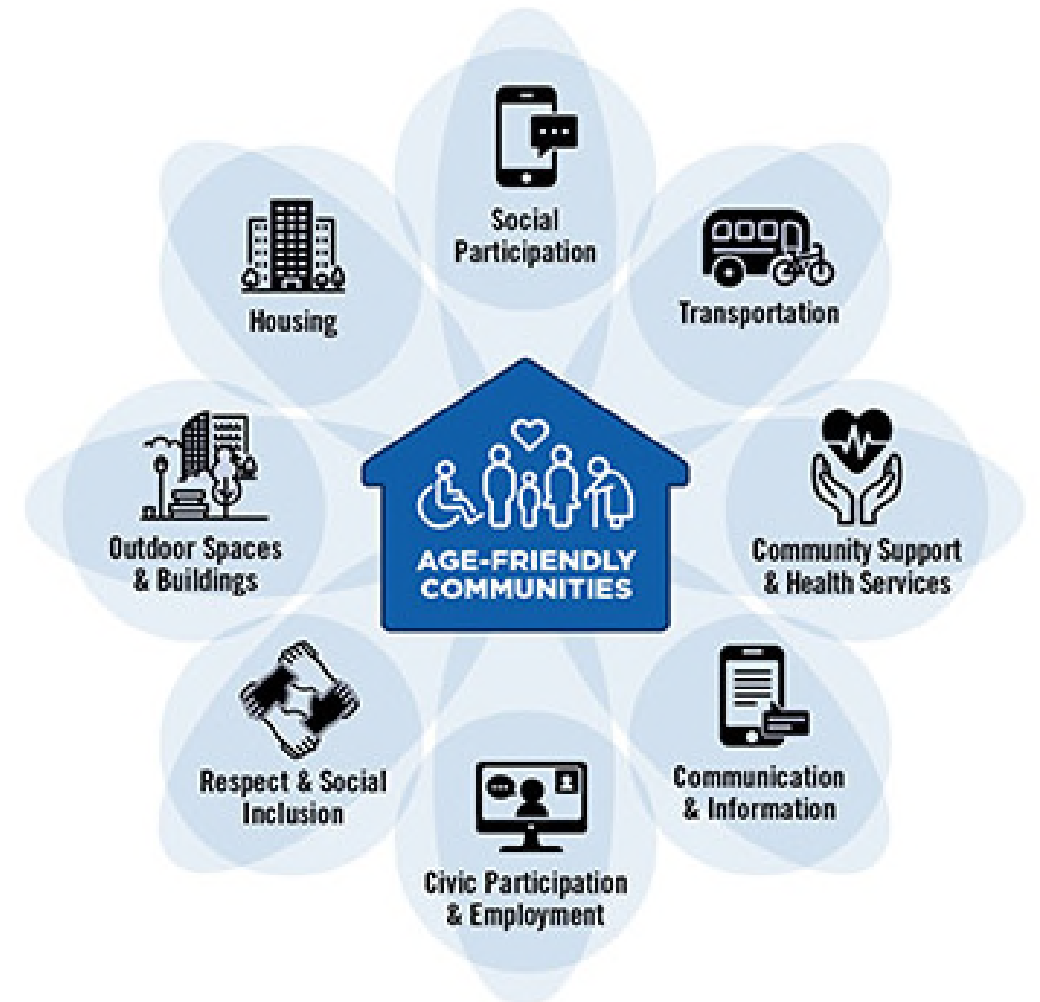 Social
Participation
Transportation
Community Support
& Health Services
Communication
& Information
Civic Participation
& Employment
Respect & Social
Inclusion
Outdoor Spaces
& Buildings
Housing
AGE-FRIENDLY
COMMUNITIES